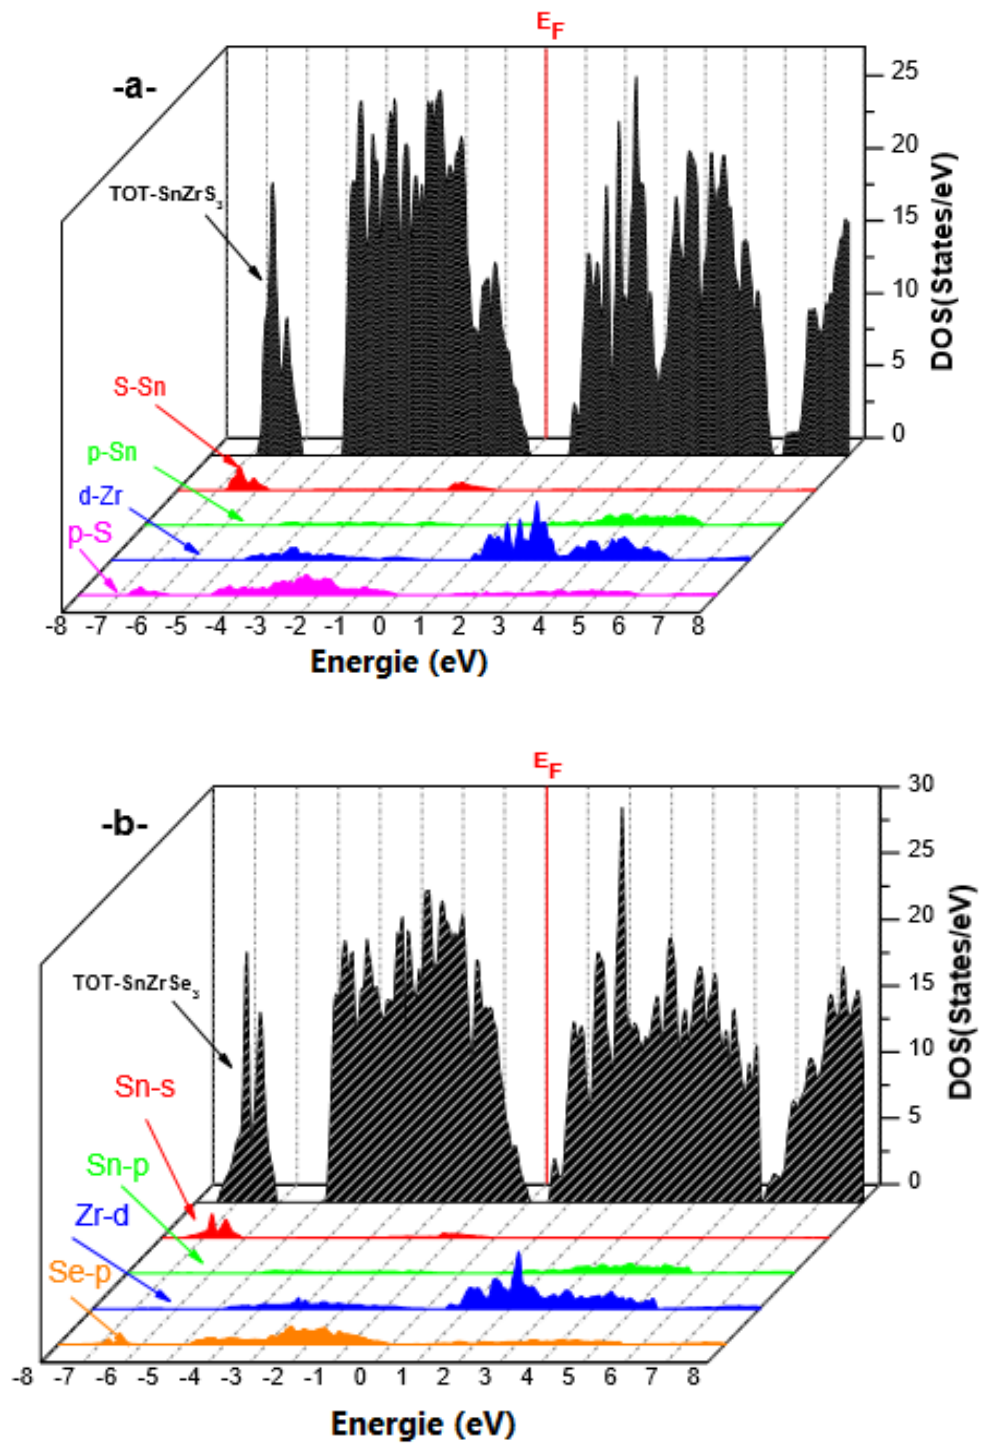 E_F
-a-
25
TOT-SnZrS₃
20
15
10
5
0
DOS(States/eV)
S-Sn
p-Sn
d-Zr
p-S
-8 -7 -6 -5 -4 -3 -2 -1 0 1 2 3 4 5 6 7 8
Energie (eV)
E_F
-b-
30
25
20
TOT-SnZrSe₃
15
10
5
0
DOS(States/eV)
Sn-s
Sn-p
Zr-d
Se-p
-8 -7 -6 -5 -4 -3 -2 -1 0 1 2 3 4 5 6 7 8
Energie (eV)